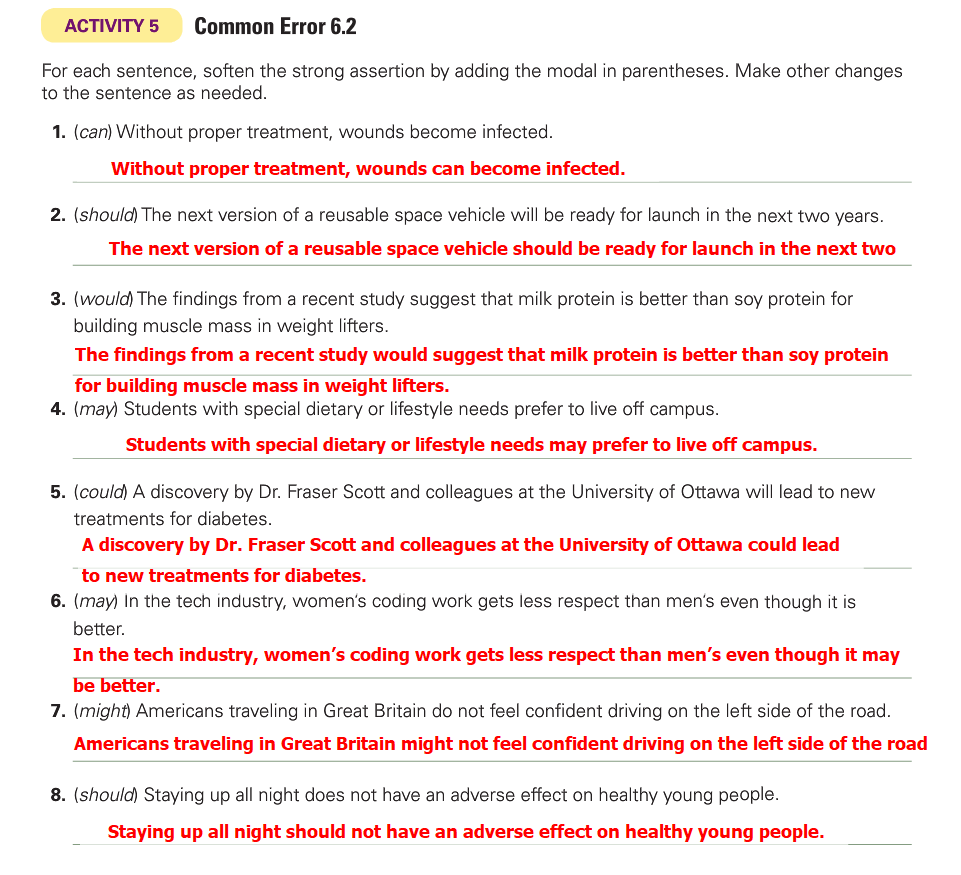 ACTIVITY 5 Common Error 6.2
For each sentence, soften the strong assertion by adding the modal in parentheses. Make other changes
to the sentence as needed.
1. (can) Without proper treatment, wounds become infected.
Without proper treatment, wounds can become infected.
2. (should) The next version of a reusable space vehicle will be ready for launch in the next two years.
The next version of a reusable space vehicle should be ready for launch in the next two
3. (would) The findings from a recent study suggest that milk protein is better than soy protein for
building muscle mass in weight lifters.
The findings from a recent study would suggest that milk protein is better than soy protein
for building muscle mass in weight lifters.
4. (may) Students with special dietary or lifestyle needs prefer to live off campus.
Students with special dietary or lifestyle needs may prefer to live off campus.
5. (could) A discovery by Dr. Fraser Scott and colleagues at the University of Ottawa will lead to new
treatments for diabetes.
A discovery by Dr. Fraser Scott and colleagues at the University of Ottawa could lead
to new treatments for diabetes.
6. (may) In the tech industry, women's coding work gets less respect than men's even though it is
better.
In the tech industry, women's coding work gets less respect than men's even though it may
be better.
7. (might) Americans traveling in Great Britain do not feel confident driving on the left side of the road.
Americans traveling in Great Britain might not feel confident driving on the left side of the road
8. (should) Staying up all night does not have an adverse effect on healthy young people.
Staying up all night should not have an adverse effect on healthy young people.